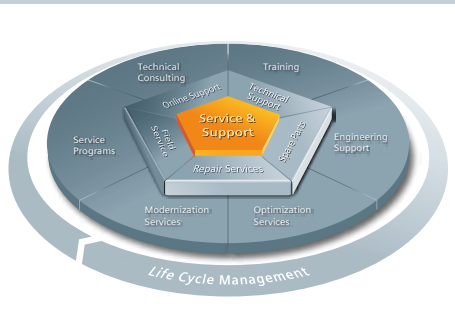 Technical
Consulting
Training
Online Support
Technical
Support
Service &
Support
Service
Programs
Field
Service
Spare Parts
Engineering
Support
Repair Services
Modernization
Services
Optimization
Services
Life Cycle Management